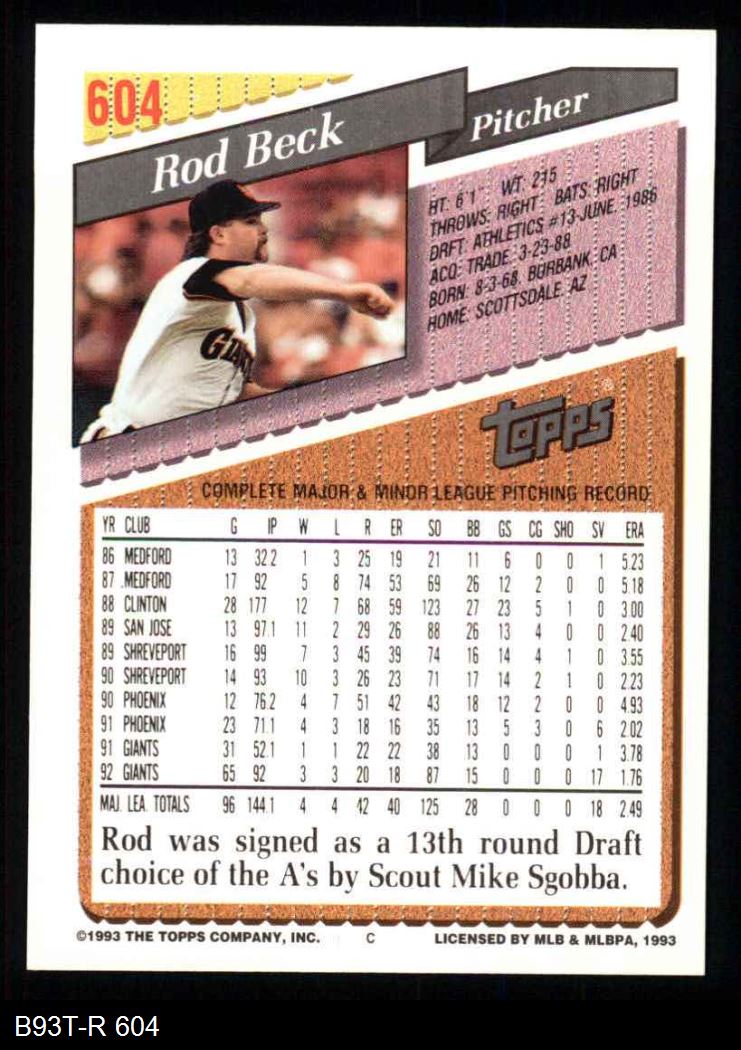 604
Rod Beck
Pitcher
HT: 6'1" WT: 215
THROWS: RIGHT BATS: RIGHT
DRFT: ATHLETICS #13-JUNE, 1986
ACQ: TRADE, 3-23-88
BORN: 8-3-68, BURBANK, CA
HOME: SCOTTSDALE, AZ
GIANTS
topps®
COMPLETE MAJOR & MINOR LEAGUE PITCHING RECORD
YR CLUB G IP W L R ER SO BB GS CG SHO SV ERA
86 MEDFORD 13 32.2 1 3 25 19 21 11 6 0 0 1 5.23
87 MEDFORD 17 92 5 8 74 53 69 26 12 2 0 0 5.18
88 CLINTON 28 177 12 7 68 59 123 27 23 5 1 0 3.00
89 SAN JOSE 13 97.1 11 2 29 26 88 26 13 4 0 0 2.40
89 SHREVEPORT 16 99 7 3 45 39 74 16 14 4 1 0 3.55
90 SHREVEPORT 14 93 10 3 26 23 71 17 14 2 1 0 2.23
90 PHOENIX 12 76.2 4 7 51 42 43 18 12 2 0 0 4.93
91 PHOENIX 23 71.1 4 3 18 16 35 13 5 3 0 6 2.02
91 GIANTS 31 52.1 1 1 22 22 38 13 0 0 0 1 3.78
92 GIANTS 65 92 3 3 20 18 87 15 0 0 0 17 1.76
MAJ. LEA. TOTALS 96 144.1 4 4 42 40 125 28 0 0 0 18 2.49
Rod was signed as a 13th round Draft
choice of the A's by Scout Mike Sgobba.
©1993 THE TOPPS COMPANY, INC. C LICENSED BY MLB & MLBPA, 1993
B93T-R 604